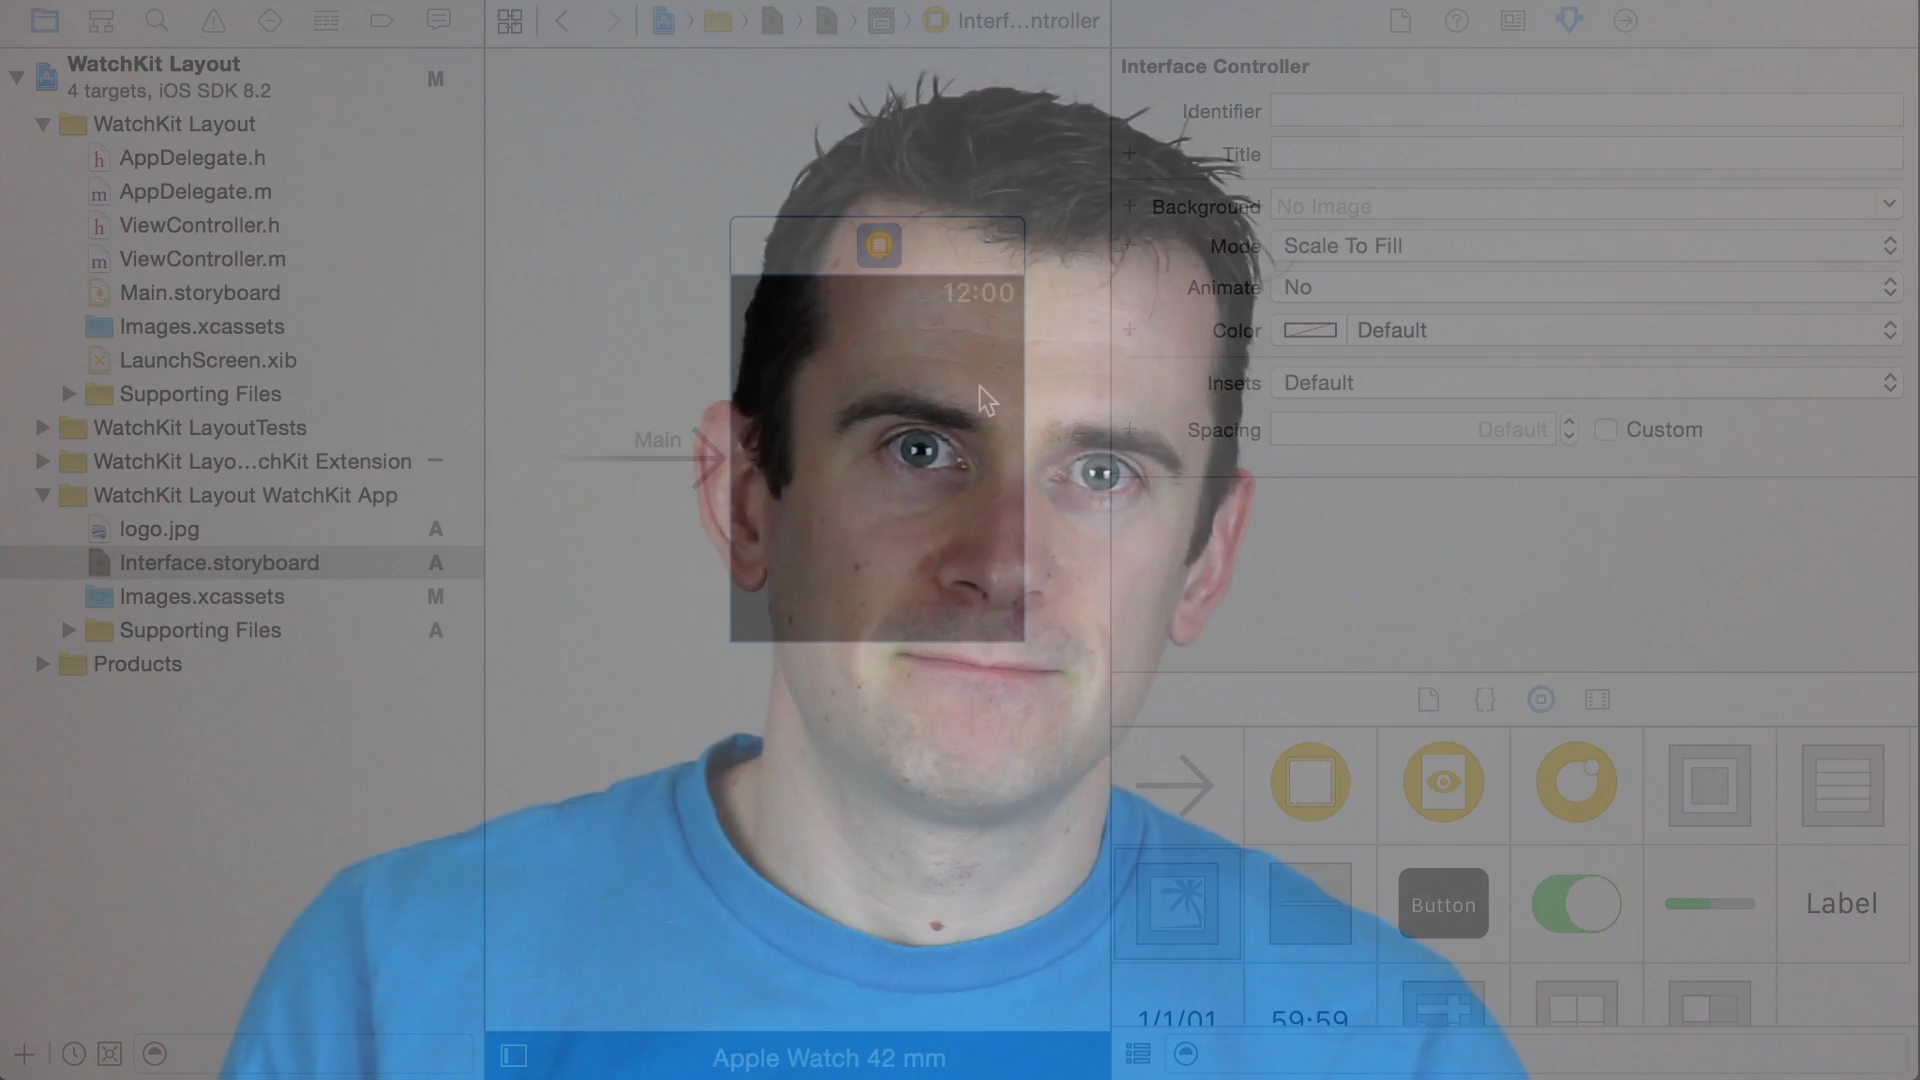 Interf...ntroller
WatchKit Layout
4 targets, iOS SDK 8.2
M
WatchKit Layout
h AppDelegate.h
m AppDelegate.m
h ViewController.h
m ViewController.m
Main.storyboard
Images.xcassets
LaunchScreen.xib
Supporting Files
WatchKit LayoutTests
WatchKit Layo...chKit Extension
WatchKit Layout WatchKit App
logo.jpg A
Interface.storyboard A
Images.xcassets M
Supporting Files A
Products
Main
12:00
Apple Watch 42 mm
Interface Controller
Identifier
Title
Background No Image
Mode Scale To Fill
Animate No
Color Default
Insets Default
Spacing Default Custom
Button
Label
1/1/01
59:59